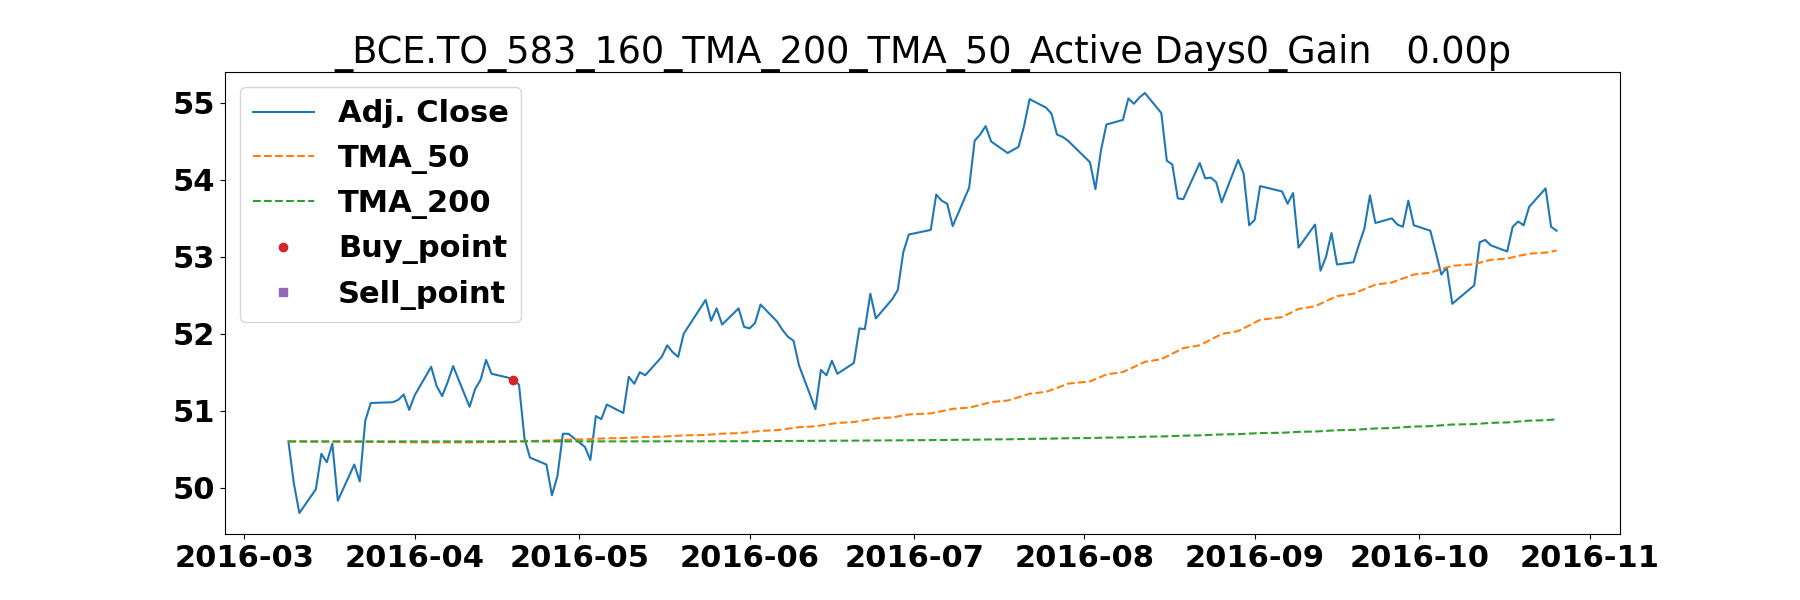 _BCE.TO_583_160_TMA_200_TMA_50_Active Days0_Gain   0.00p
55
54
53
52
51
50
Adj. Close
TMA_50
TMA_200
Buy_point
Sell_point
2016-03 2016-04 2016-05 2016-06 2016-07 2016-08 2016-09 2016-10 2016-11